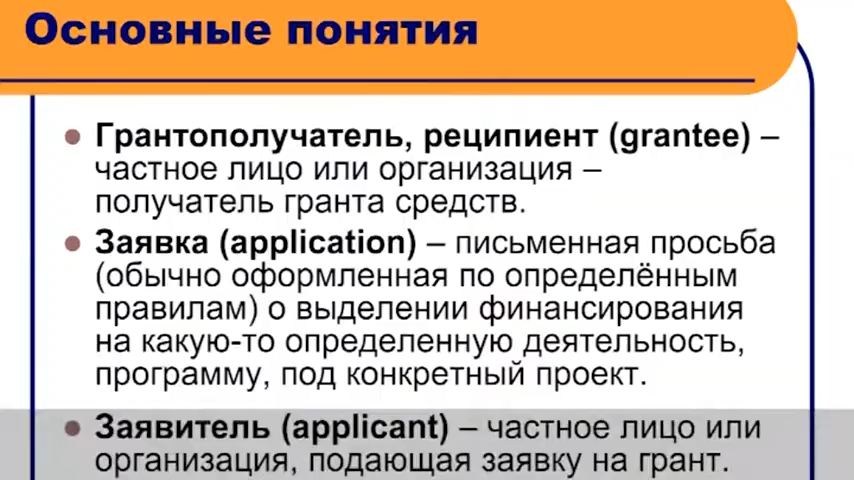 Основные понятия
Грантополучатель, реципиент (grantee) –
частное лицо или организация –
получатель гранта средств.
Заявка (application) – письменная просьба
(обычно оформленная по определённым
правилам) о выделении финансирования
на какую-то определенную деятельность,
программу, под конкретный проект.
Заявитель (applicant) – частное лицо или
организация, подающая заявку на грант.